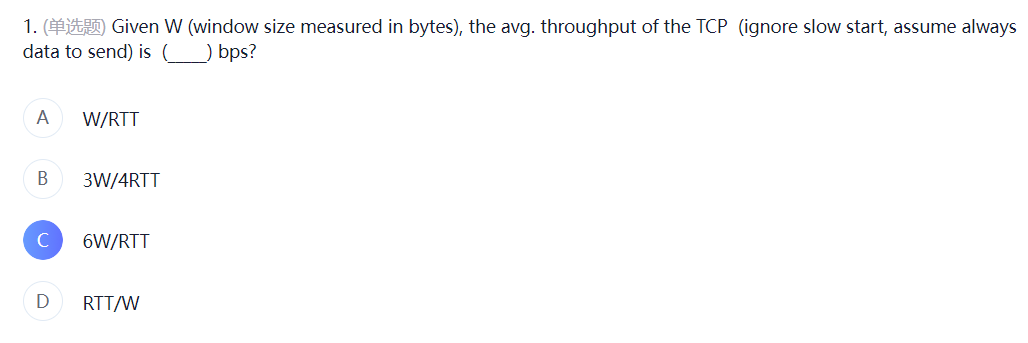 1. (单选题) Given W (window size measured in bytes), the avg. throughput of the TCP (ignore slow start, assume always
data to send) is (____) bps?
A W/RTT
B 3W/4RTT
C 6W/RTT
D RTT/W